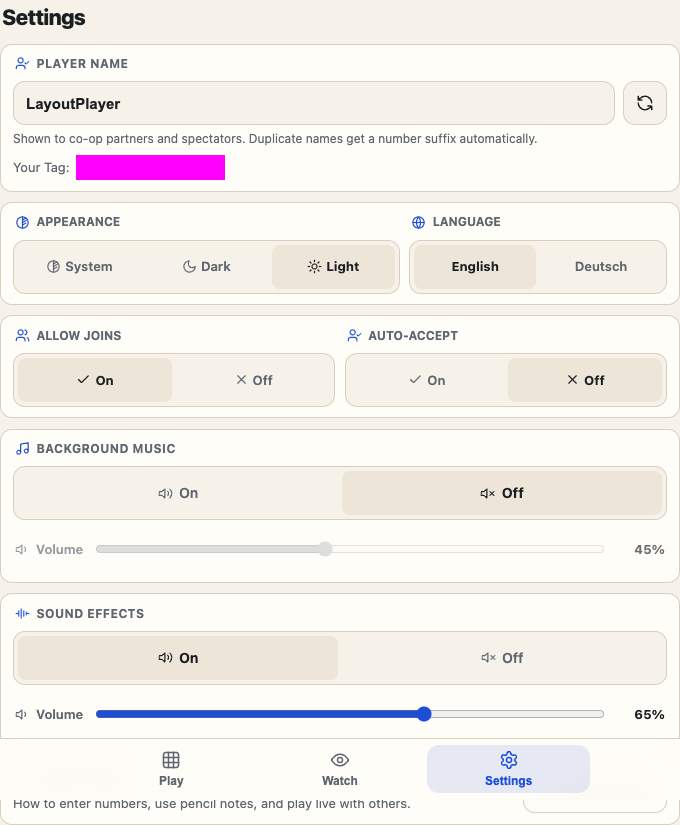 Settings
PLAYER NAME
LayoutPlayer
Shown to co-op partners and spectators. Duplicate names get a number suffix automatically.
Your Tag:
APPEARANCE
System Dark Light
LANGUAGE
English Deutsch
ALLOW JOINS
On Off
AUTO-ACCEPT
On Off
BACKGROUND MUSIC
On Off
Volume 45%
SOUND EFFECTS
On Off
Volume 65%
Play Watch Settings
How to enter numbers, use pencil notes, and play live with others.